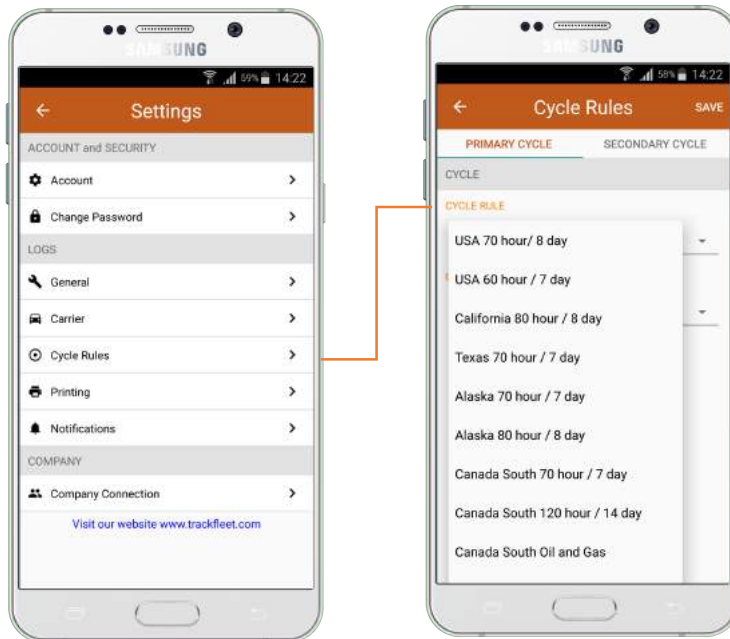 SAMSUNG
59% 14:22
Settings
ACCOUNT and SECURITY
Account
Change Password
LOGS
General
Carrier
Cycle Rules
Printing
Notifications
COMPANY
Company Connection
Visit our website www.trackfleet.com
SUNG
58% 14:22
Cycle Rules SAVE
PRIMARY CYCLE SECONDARY CYCLE
CYCLE
CYCLE RULE
USA 70 hour/ 8 day
USA 60 hour / 7 day
California 80 hour / 8 day
Texas 70 hour / 7 day
Alaska 70 hour / 7 day
Alaska 80 hour / 8 day
Canada South 70 hour / 7 day
Canada South 120 hour / 14 day
Canada South Oil and Gas